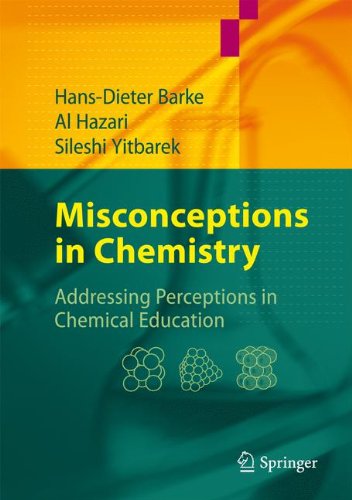 Hans-Dieter Barke
Al Hazari
Sileshi Yitbarek
Misconceptions
in Chemistry
Addressing Perceptions in
Chemical Education
Springer